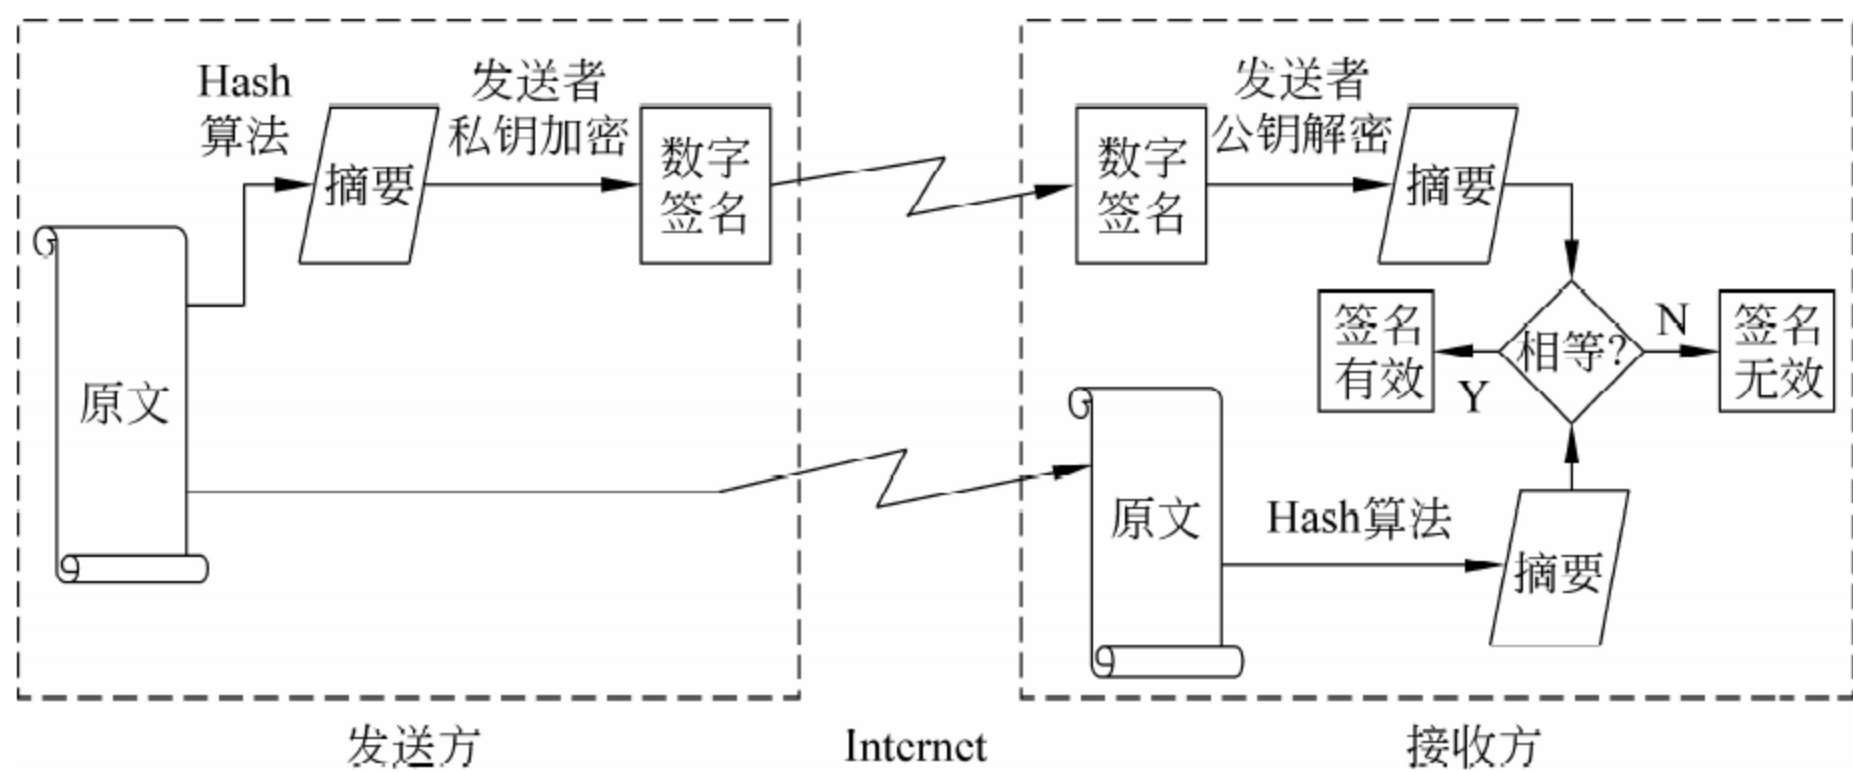 Hash
算法
摘要
发送者
私钥加密
数字
签名
原文
发送方
Internet
数字
签名
发送者
公钥解密
摘要
签名
有效
Y
相等?
N
签名
无效
原文
Hash算法
摘要
接收方